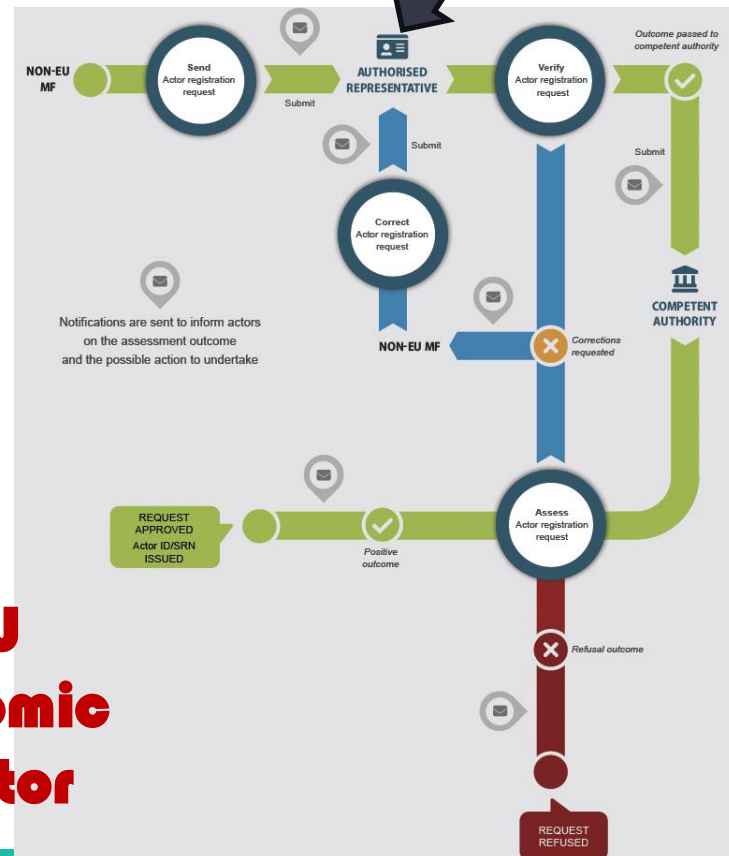 NON-EU
MF
Send
Actor registration
request
Submit
AUTHORISED
REPRESENTATIVE
Verify
Actor registration
request
Outcome passed to
competent authority
Submit
Submit
Correct
Actor registration
request
COMPETENT
AUTHORITY
Notifications are sent to inform actors
on the assessment outcome
and the possible action to undertake
NON-EU MF
Corrections
requested
Assess
Actor registration
request
REQUEST
APPROVED
Actor ID/SRN
ISSUED
Positive
outcome
Refusal outcome
REQUEST
REFUSED
omic
tor